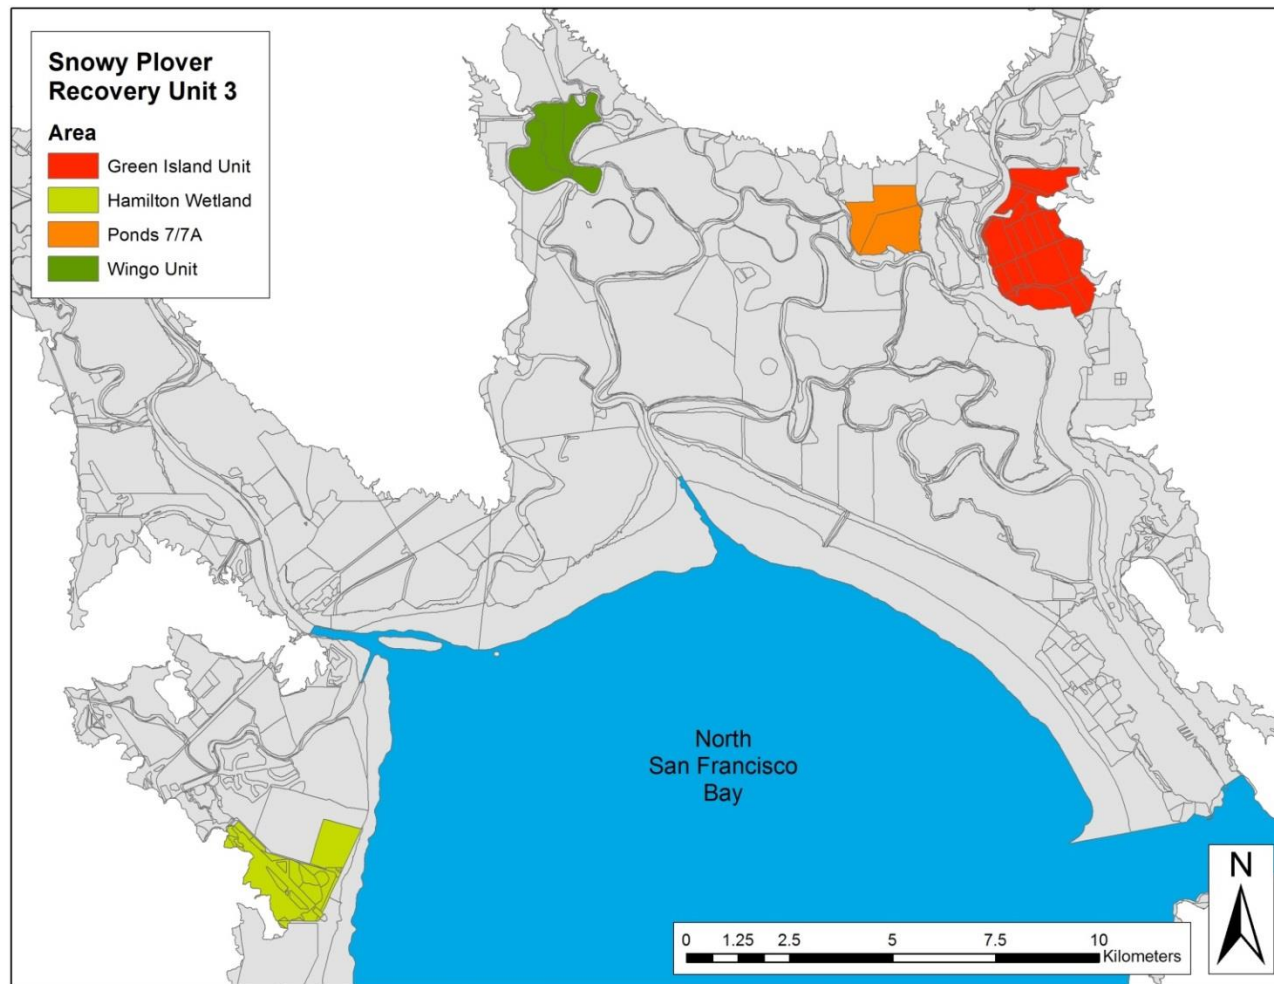 Snowy Plover
Recovery Unit 3
Area
Green Island Unit
Hamilton Wetland
Ponds 7/7A
Wingo Unit
North
San Francisco
Bay
N
0 1.25 2.5 5 7.5 10
Kilometers